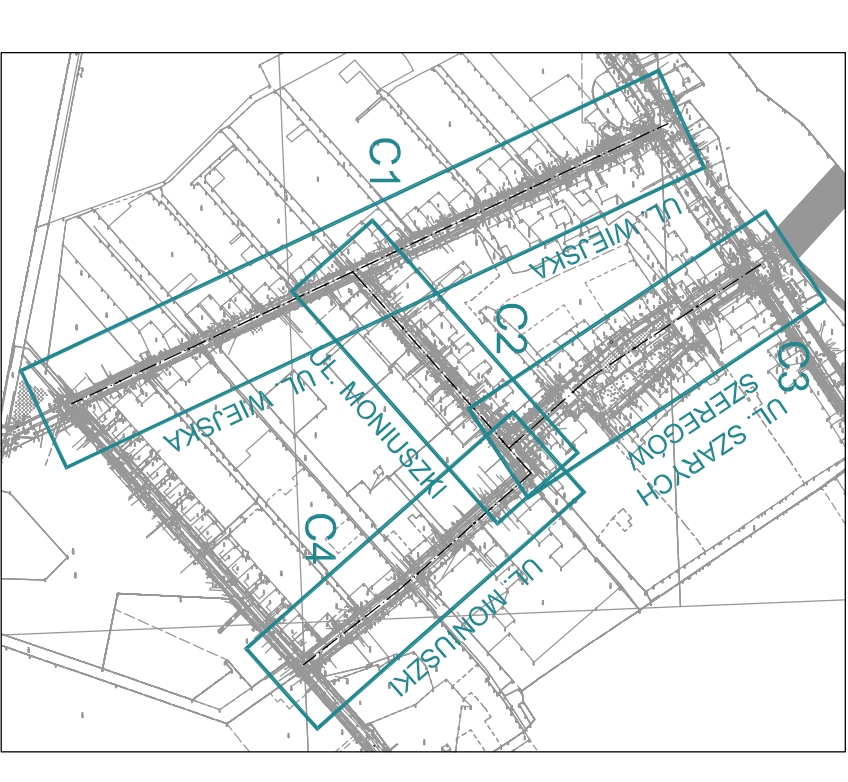 C1
UL. WIEJSKA
C2
C3
UL. SZARYCH
SZEREGÓW
UL. MONIUSZKI
UL. WIEJSKA
C4
UL. MONIUSZKI